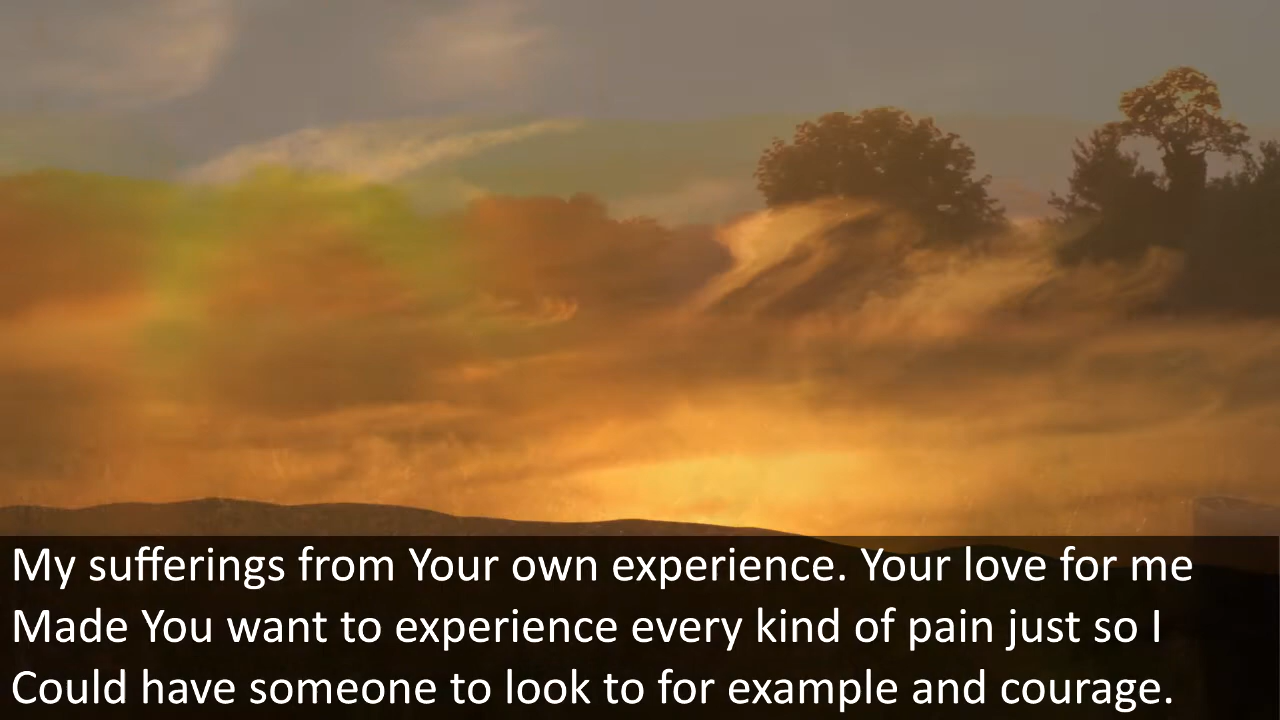 My sufferings from Your own experience. Your love for me
Made You want to experience every kind of pain just so I
Could have someone to look to for example and courage.